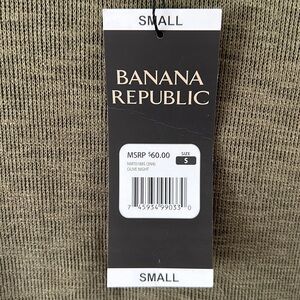 SMALL
BANANA
REPUBLIC
MSRP $60.00
SIZE
S
OLIVE NIGHT
7 45934 99033 0
SMALL